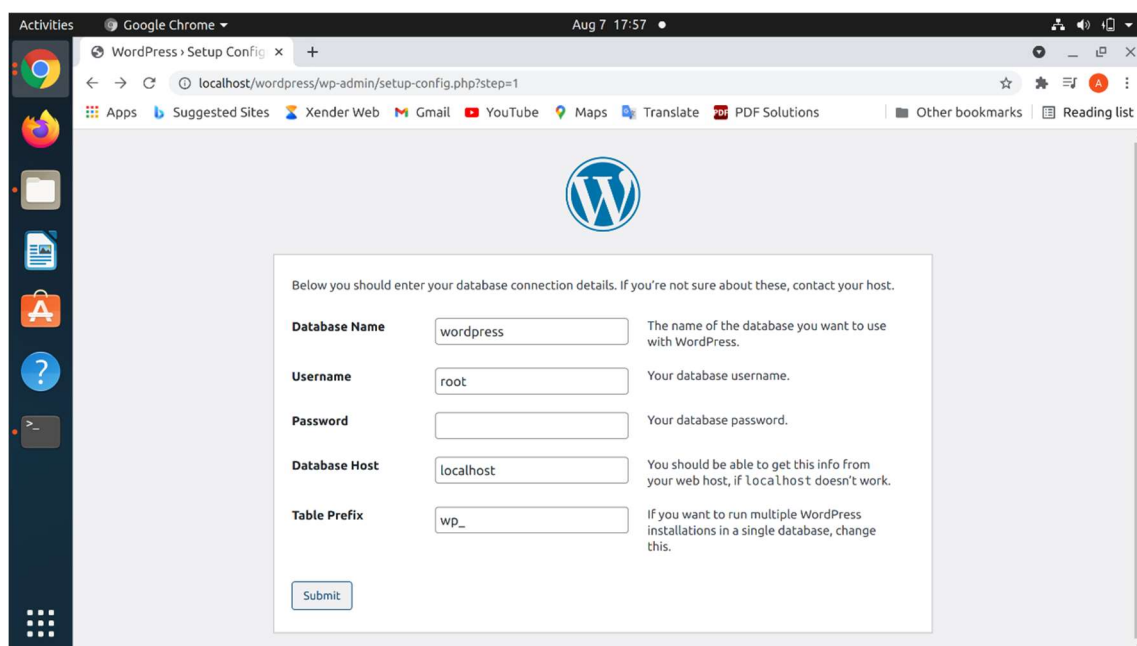 Activities Google Chrome Aug 7 17:57
WordPress › Setup Config
localhost/wordpress/wp-admin/setup-config.php?step=1 A
Apps Suggested Sites Xender Web Gmail YouTube Maps Translate PDF PDF Solutions Other bookmarks Reading list
Below you should enter your database connection details. If you're not sure about these, contact your host.
Database Name wordpress The name of the database you want to use
with WordPress.
Username root Your database username.
Password Your database password.
Database Host localhost You should be able to get this info from
your web host, if localhost doesn't work.
Table Prefix wp_ If you want to run multiple WordPress
installations in a single database, change
this.
Submit